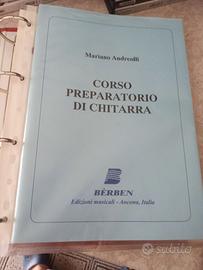 Mariano Andreolli
CORSO
PREPARATORIO
DI CHITARRA
BÈRBEN
Edizioni musicali - Ancona, Italia
subito